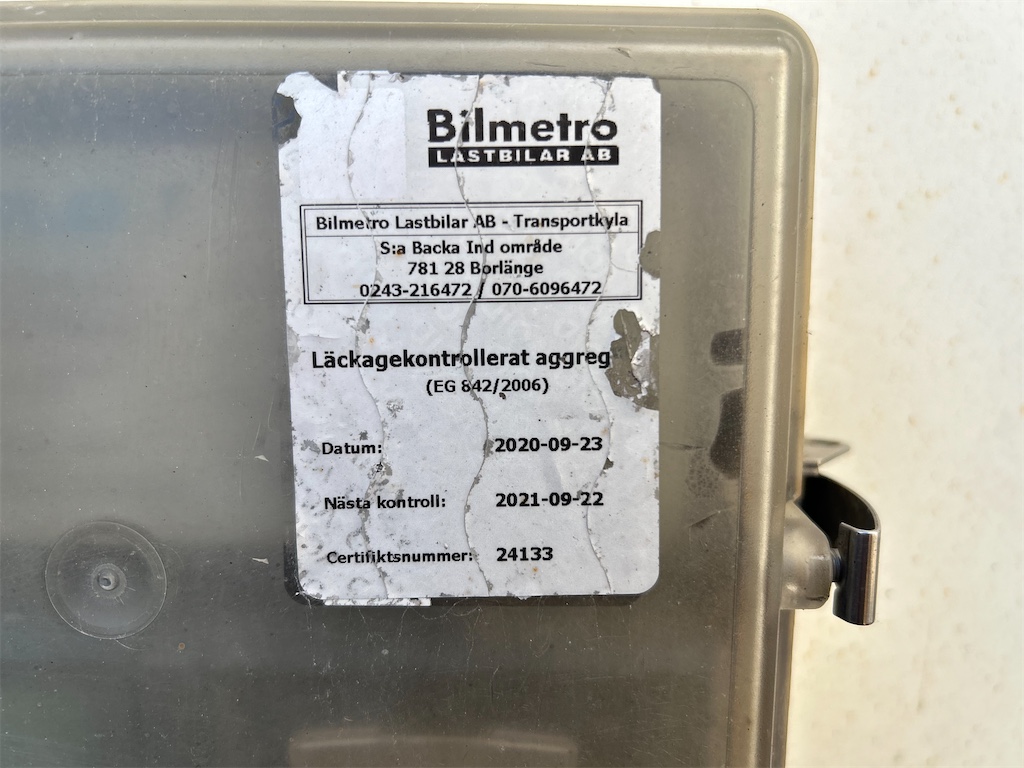 Bilmetro
LASTBILAR AB
Bilmetro Lastbilar AB - Transportkyla
S:a Backa Ind område
781 28 Borlänge
0243-216472 / 070-6096472
Läckagekontrollerat aggreg
(EG 842/2006)
Datum: 2020-09-23
Nästa kontroll: 2021-09-22
Certifiktsnummer: 24133